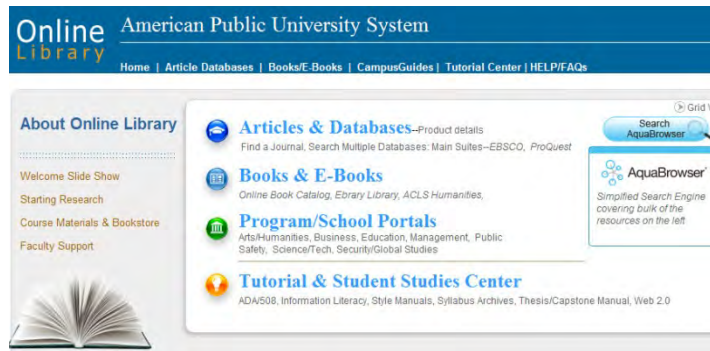 Online
Library
American Public University System
Home | Article Databases | Books/E-Books | CampusGuides | Tutorial Center | HELP/FAQs
About Online Library
Welcome Slide Show
Starting Research
Course Materials & Bookstore
Faculty Support
Articles & Databases--Product details
Find a Journal, Search Multiple Databases: Main Suites--EBSCO, ProQuest
Books & E-Books
Online Book Catalog, Ebrary Library, ACLS Humanities,
Program/School Portals
Arts/Humanities, Business, Education, Management, Public
Safety, Science/Tech, Security/Global Studies
Tutorial & Student Studies Center
ADA/508, Information Literacy, Style Manuals, Syllabus Archives, Thesis/Capstone Manual, Web 2.0
Grid
Search
AquaBrowser
AquaBrowser
Simplified Search Engine
covering bulk of the
resources on the left